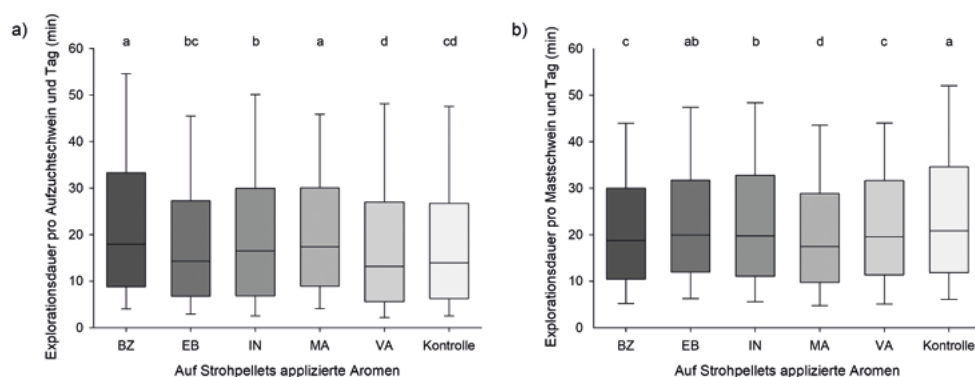 a)
Explorationsdauer pro Aufzuchtschwein und Tag (min)
a bc b a d cd
60
50
40
30
20
10
0
BZ EB IN MA VA Kontrolle
Auf Strohpellets applizierte Aromen
b)
Explorationsdauer pro Mastschwein und Tag (min)
c ab b d c a
60
50
40
30
20
10
0
BZ EB IN MA VA Kontrolle
Auf Strohpellets applizierte Aromen